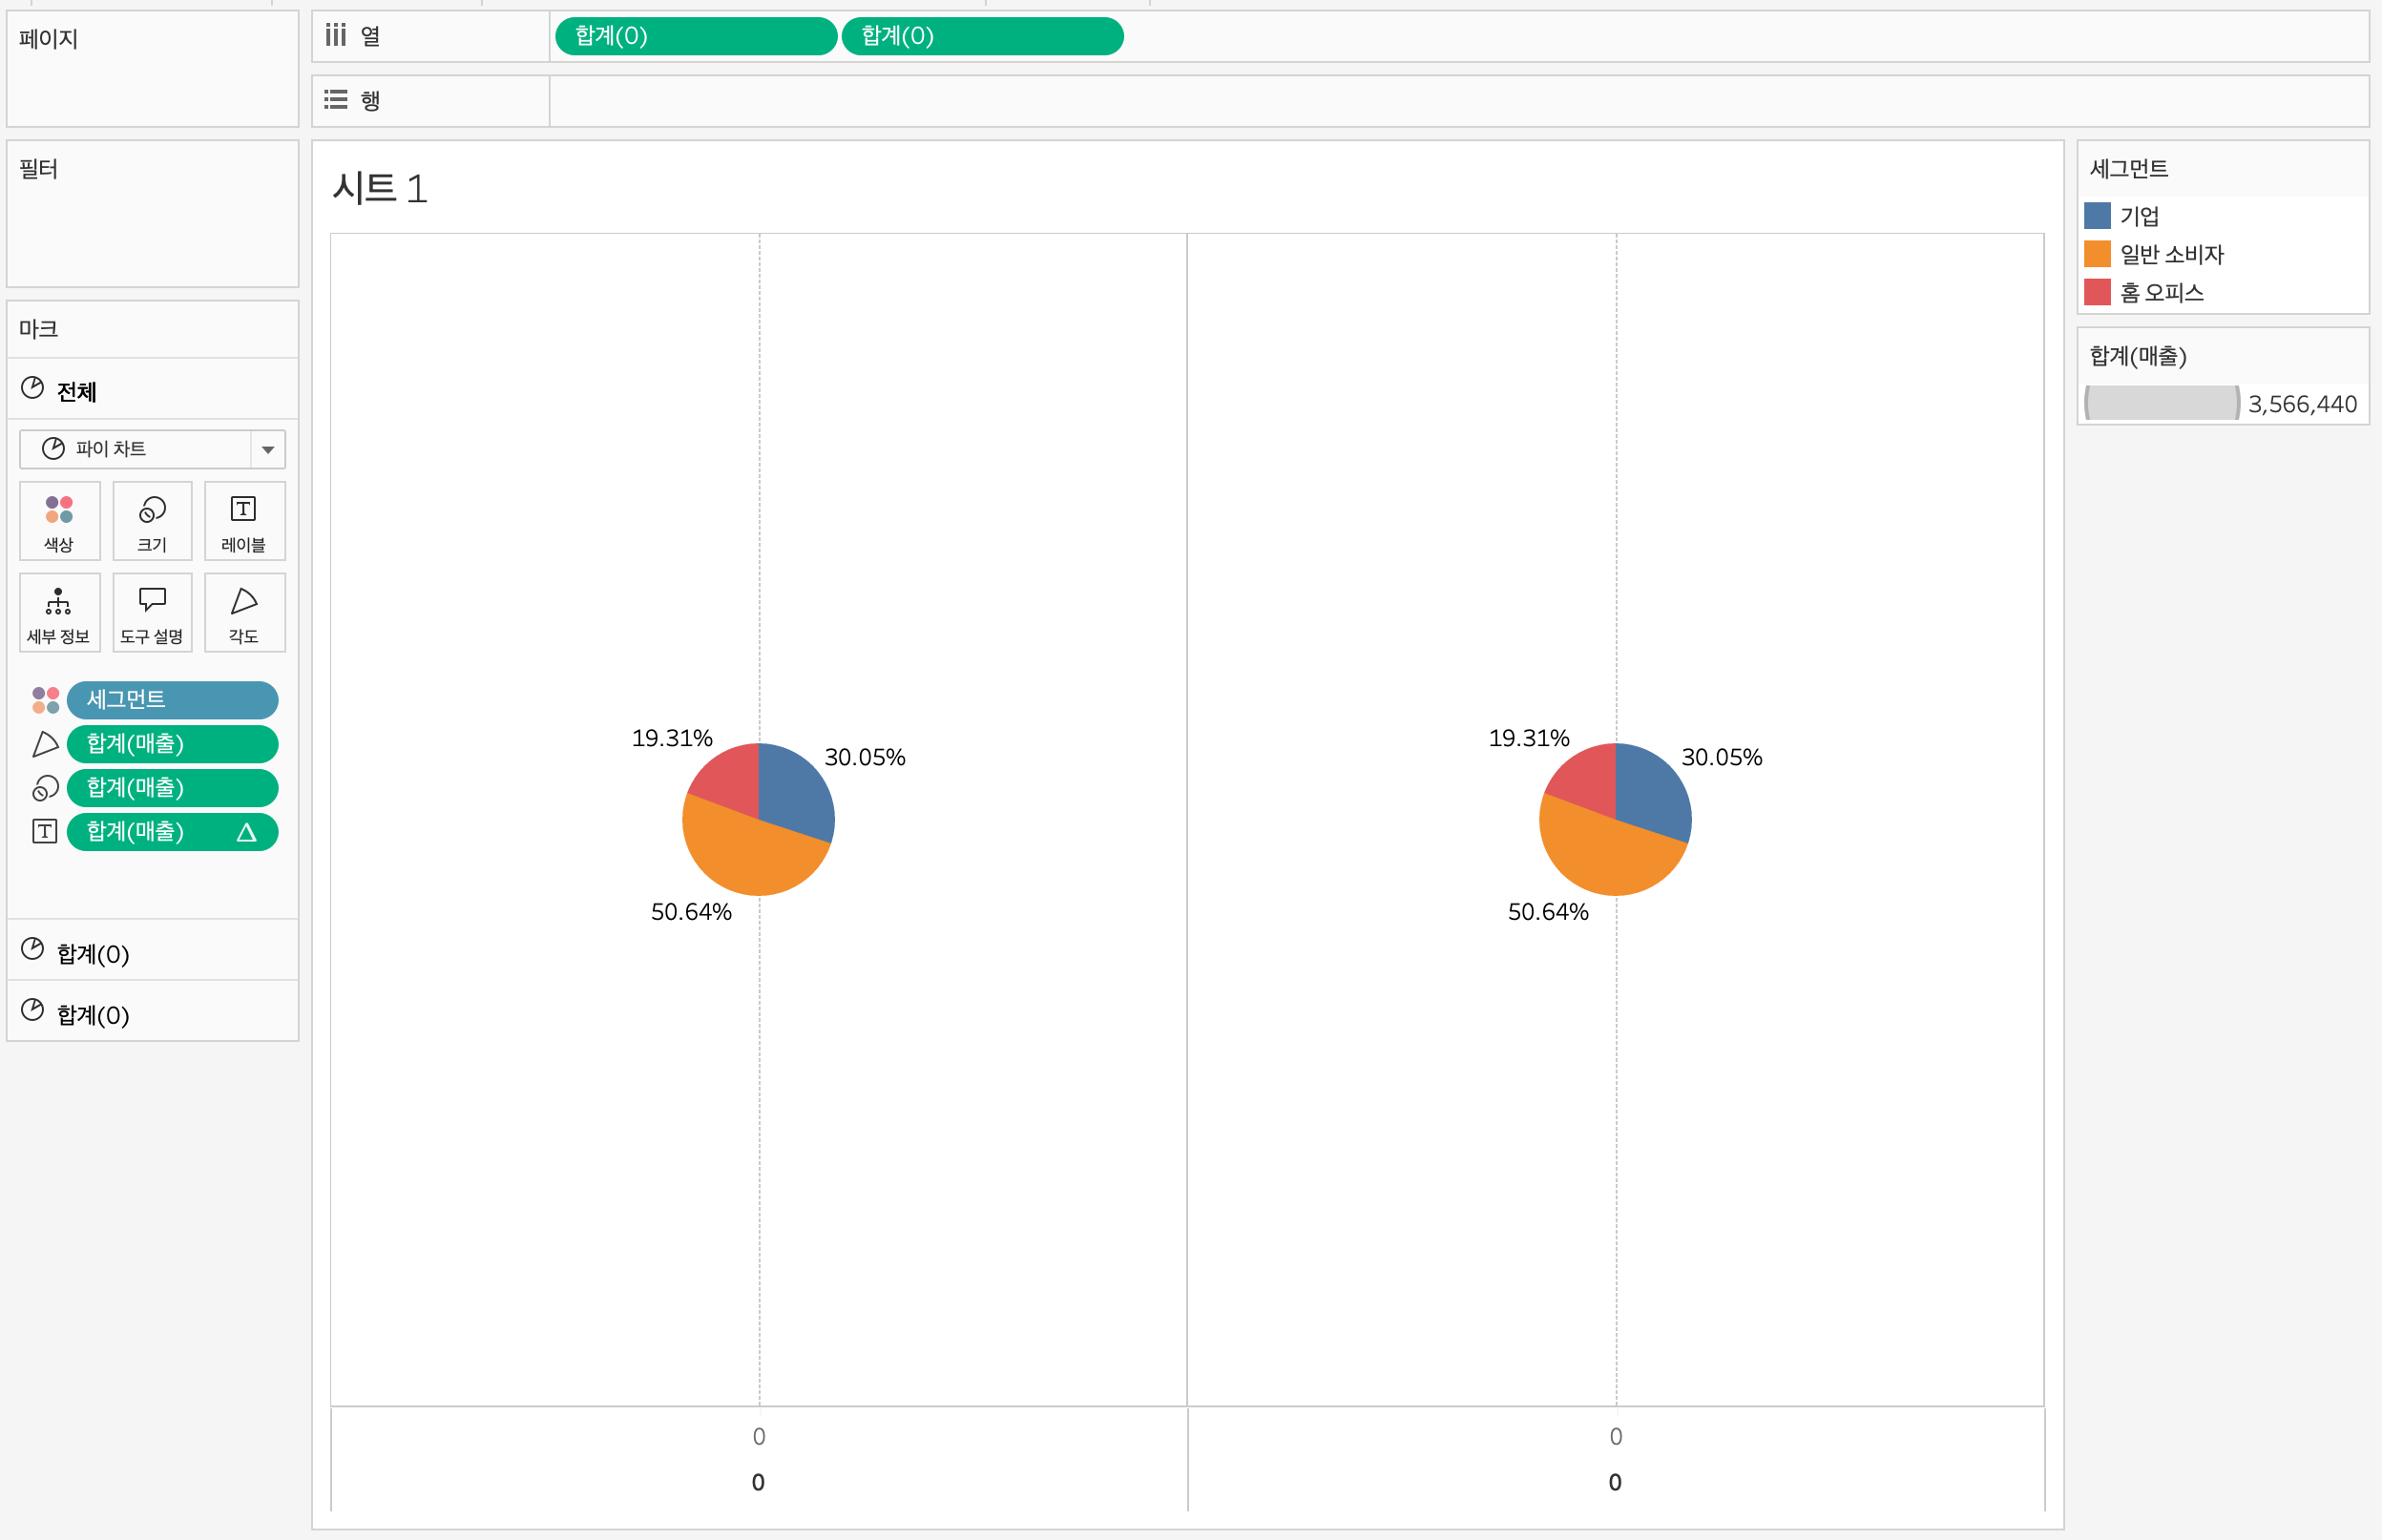 페이지
열
합계(0)
합계(0)
행
필터
시트 1
세그먼트
기업
일반 소비자
홈 오피스
합계(매출)
3,566,440
마크
전체
파이 차트
색상
크기
레이블
세부 정보
도구 설명
각도
세그먼트
합계(매출)
합계(매출)
합계(매출)
합계(0)
합계(0)
19.31%
30.05%
50.64%
19.31%
30.05%
50.64%
0
0
0
0